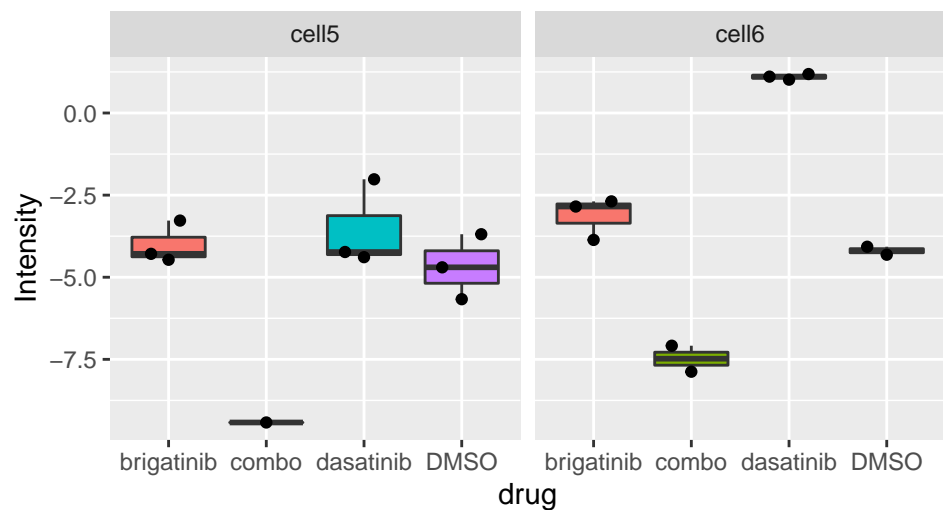 cell5 cell6
Intensity
0.0
−2.5
−5.0
−7.5
brigatinib combo dasatinib DMSO brigatinib combo dasatinib DMSO
drug